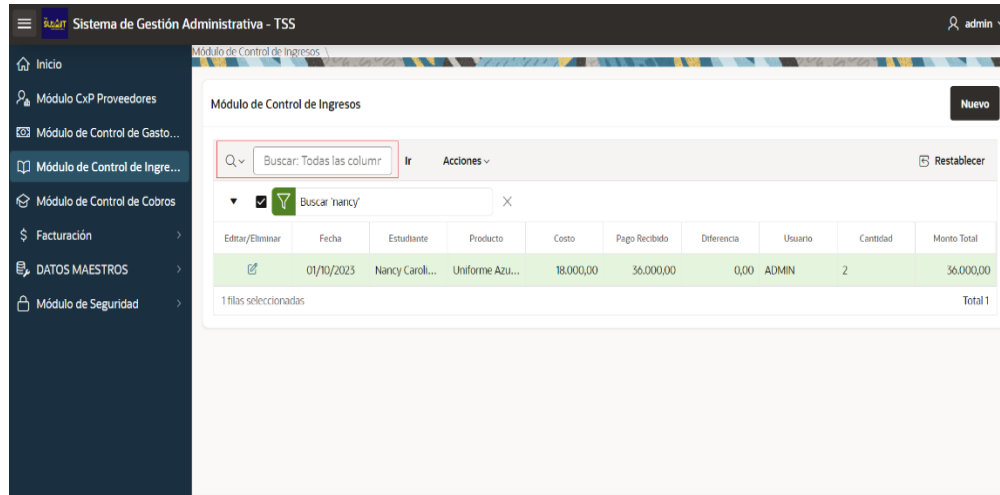 Sistema de Gestión Administrativa - TSS
admin
Inicio
Módulo CxP Proveedores
Módulo de Control de Gasto...
Módulo de Control de Ingre...
Módulo de Control de Cobros
Facturación
DATOS MAESTROS
Módulo de Seguridad
Módulo de Control de Ingresos
Módulo de Control de Ingresos
Nuevo
Buscar: Todas las column Ir Acciones Restablecer
Buscar 'nancy'
Editar/Eliminar Fecha Estudiante Producto Costo Pago Recibido Diferencia Usuario Cantidad Monto Total
01/10/2023 Nancy Caroli... Uniforme Azu... 18.000,00 36.000,00 0,00 ADMIN 2 36.000,00
1 filas seleccionadas Total 1